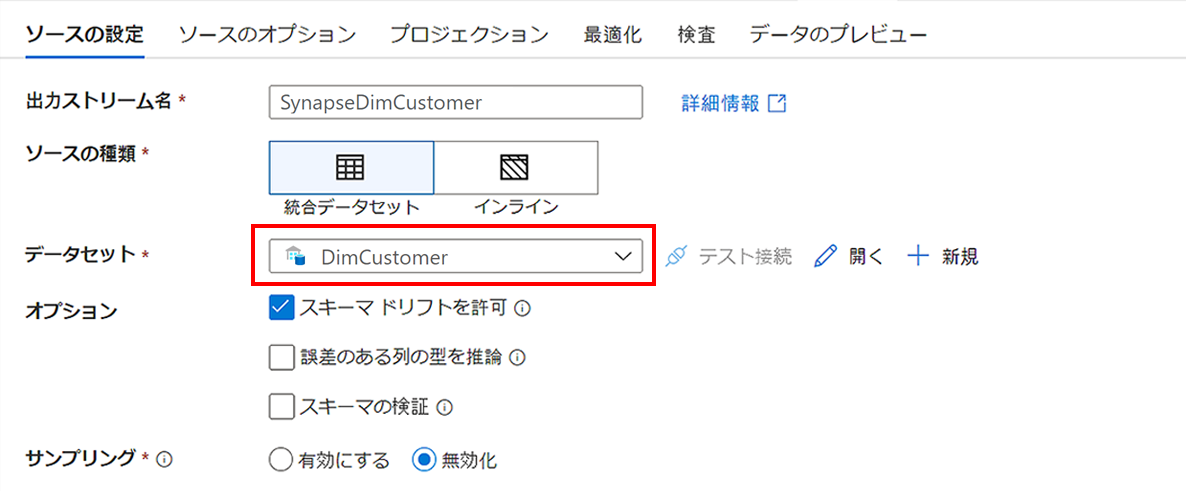 ソースの設定 ソースのオプション プロジェクション 最適化 検査 データのプレビュー
出力ストリーム名 * SynapseDimCustomer 詳細情報
ソースの種類 *
統合データセット インライン
データセット * DimCustomer テスト接続 開く 新規
オプション スキーマ ドリフトを許可
誤差のある列の型を推論
スキーマの検証
サンプリング * 有効にする 無効化